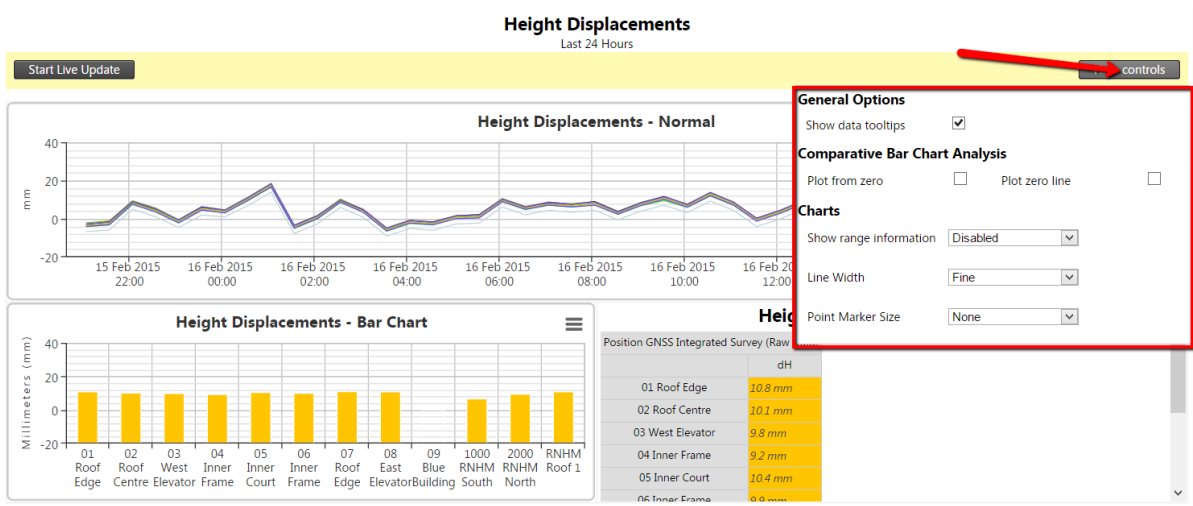 Height Displacements
Last 24 Hours
Start Live Update
controls
General Options
Show data tooltips
Comparative Bar Chart Analysis
Plot from zero
Plot zero line
Charts
Show range information
Disabled
Line Width
Fine
Point Marker Size
None
Height Displacements - Normal
mm
40
20
0
-20
15 Feb 2015 16 Feb 2015 16 Feb 2015 16 Feb 2015 16 Feb 2015 16 Feb 2015 16 Feb 2015 16 Feb 20
22:00 00:00 02:00 04:00 06:00 08:00 10:00 12:00
Height Displacements - Bar Chart
Millimeters (mm)
40
20
0
-20
01 02 03 04 05 06 07 08 09 1000 2000 RNHM
Roof Roof West Inner Inner Inner Roof East Blue RNHM RNHM Roof 1
Edge Centre Elevator Frame Court Frame Edge Elevator Building South North
Heig
Position GNSS Integrated Survey (Raw
dH
01 Roof Edge 10.8 mm
02 Roof Centre 10.1 mm
03 West Elevator 9.8 mm
04 Inner Frame 9.2 mm
05 Inner Court 10.4 mm
06 Inner Frame 9.9 mm